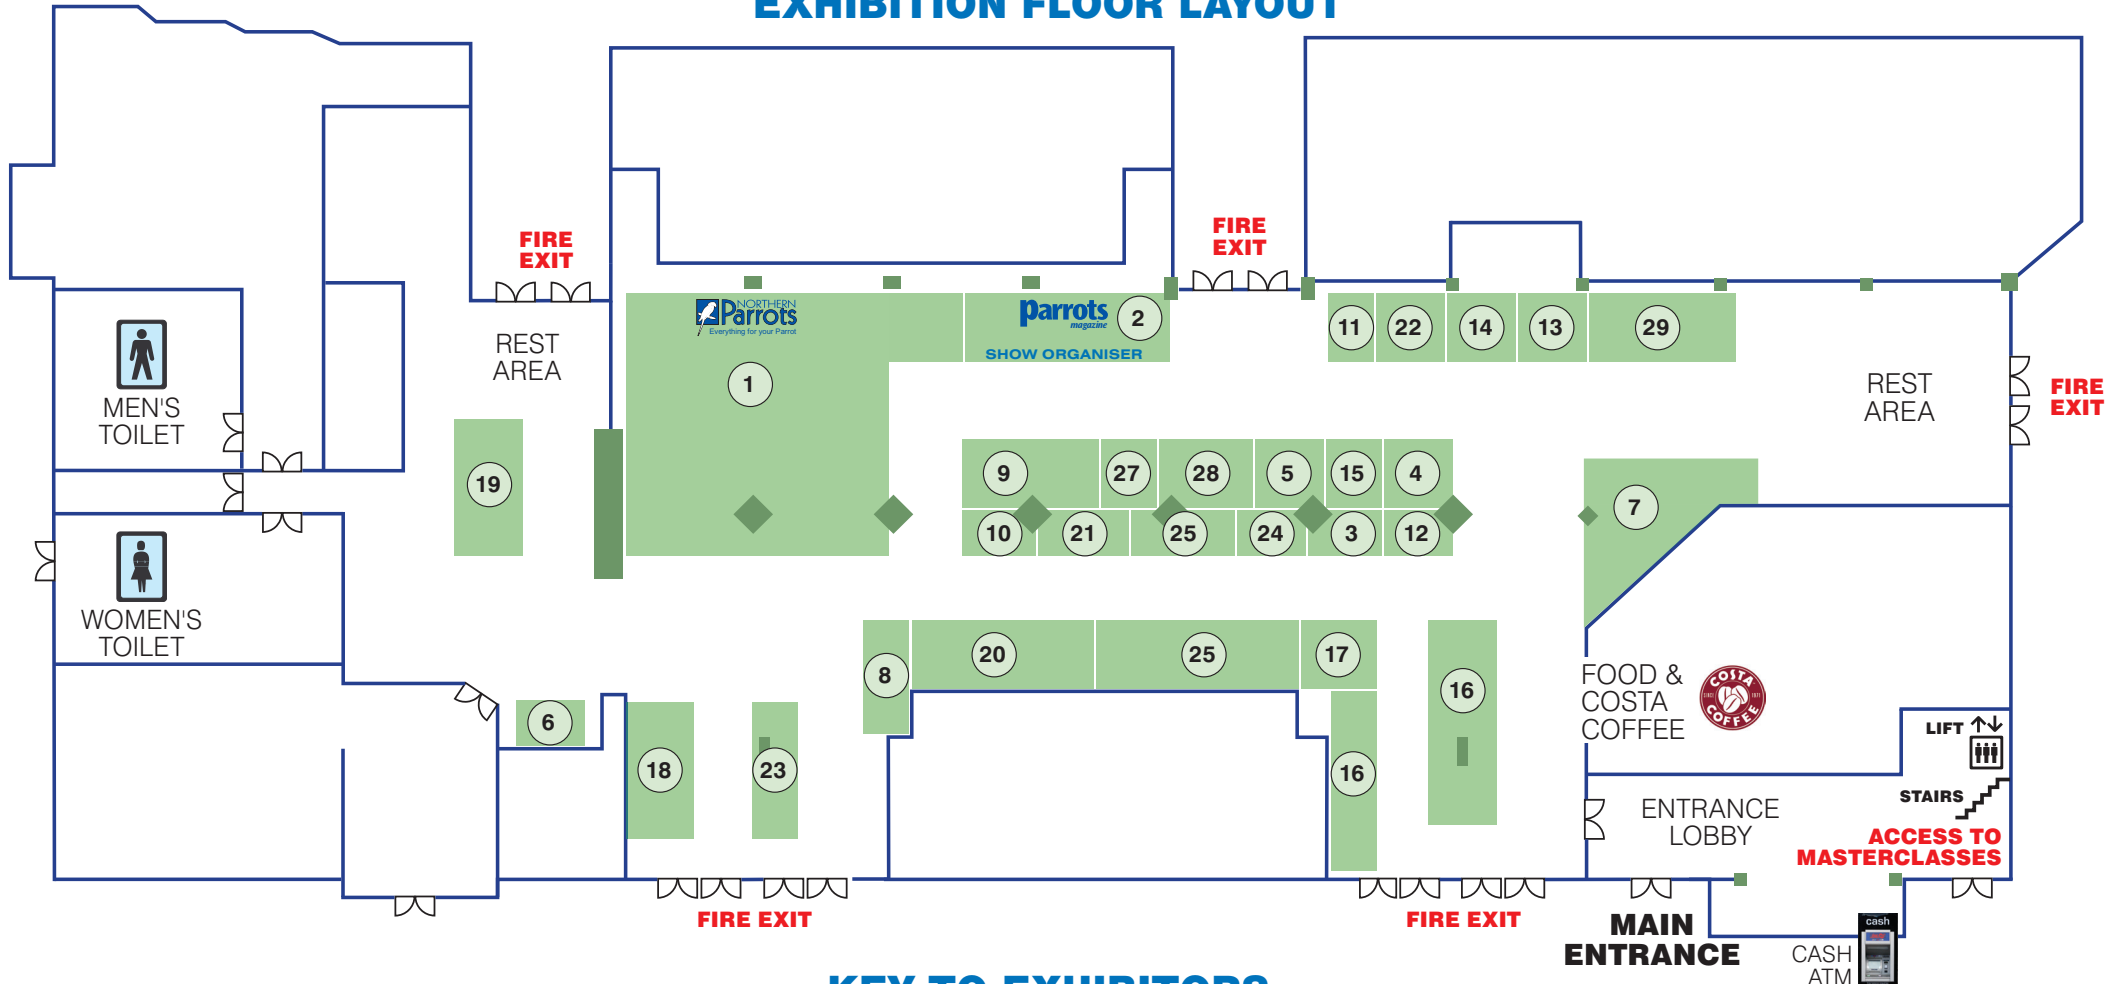 EXHIBITION FLOOR LAYOUT
FIRE
EXIT
FIRE
EXIT
NORTHERN
Parrots
Everything for your Parrot
parrots
magazine
2
SHOW ORGANISER
11
22
14
13
29
REST
AREA
1
REST
AREA
FIRE
EXIT
MEN'S
TOILET
19
9
27
28
5
15
4
7
10
21
25
24
3
12
WOMEN'S
TOILET
8
20
25
17
16
FOOD &
COSTA
COFFEE
COSTA
COFFEE
SINCE
1971
6
18
23
16
LIFT
STAIRS
ENTRANCE
LOBBY
ACCESS TO
MASTERCLASSES
FIRE EXIT
FIRE EXIT
MAIN
ENTRANCE
cash
CASH
ATM
KEY TO EXHIBITORS